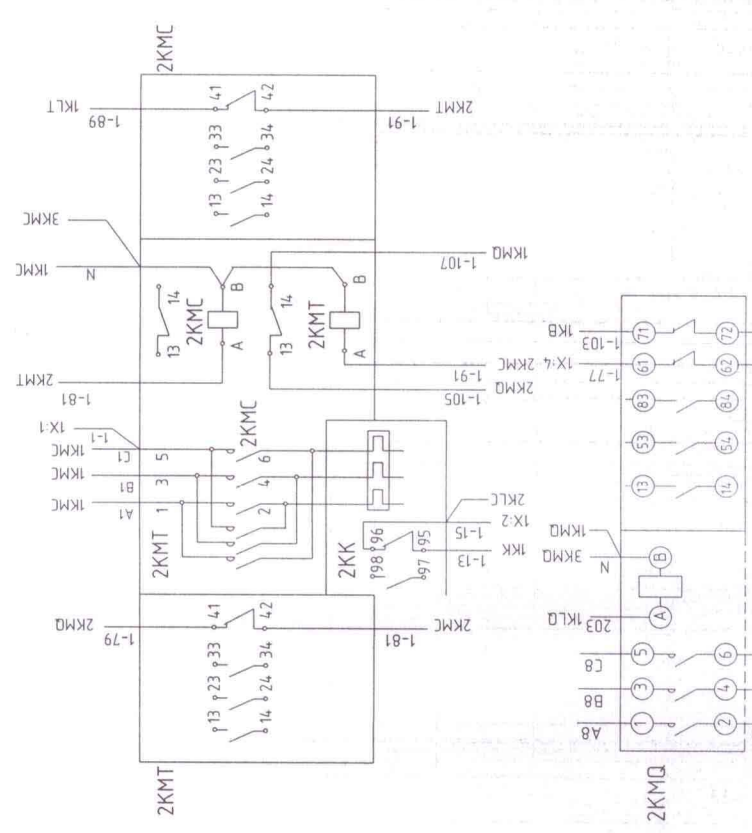 2KMC
1KLT
1-89
41
42
1-91
2KMT
33
34
23
24
13
14
3KMC
1KMC
N
13
14
2KMC
A
B
1KMQ
1-107
13
14
2KMT
A
B
2KMT
1-81
1-91
2KMC
1-105
2KMQ
1X:1
1-1
1KMC
C1
5
1KMC
B1
3
1KMC
A1
1
2KMC
6
4
2
2KMT
2KK
98
96
97
95
2KLC
1X:2
1-15
1KK
1-13
2KMQ
1-79
41
42
1-81
2KMC
33
34
23
24
13
14
2KMT
1KB
1-103
71
72
1X:4
1-77
61
62
83
84
53
54
13
14
1KMQ
3KMQ
N
B
1KLQ
203
A
C8
5
6
B8
3
4
A8
1
2
2KMQ